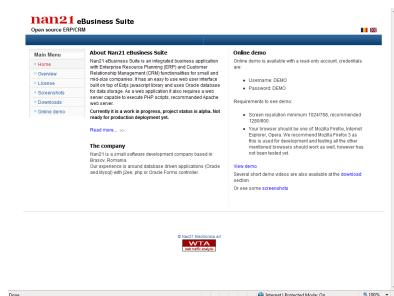 nan21 eBusiness Suite
Open source ERP/CRM
Main Menu
Home
Overview
License
Screenshots
Downloads
Online demo
About Nan21 eBusiness Suite
Nan21 eBusiness Suite is an integrated business application
with Enterprise Resource Planning (ERP) and Customer
Relationship Management (CRM) functionalities for small and
mid-size companies. It has an easy to use web user interface
built on top of Extjs javascript library and uses Oracle database
for data storage. As a web application it also requires a web
server capable to execute PHP scripts, recommended Apache
web server.
Currently it is a work in progress, project status is alpha. Not
ready for production deployment yet.
Read more... >>
The company
Nan21 is a small software development company based in
Brasov, Romania.
Our experience is around database driven applications (Oracle
and Mysql) with j2ee, php or Oracle Forms controller.
Online demo
Online demo is available with a read-only account, credentials
are:
Username: DEMO
Password: DEMO
Requirements to see demo:
Screen resolution minimum 1024/768, recommended
1280/800.
Your browser should be one of Mozilla Firefox, Internet
Explorer, Opera. We recommend Mozilla Firefox 3 as
this is used for development and testing all the other
mentioned browsers should work as well, however has
not been tested yet.
View demo
Several short demo videos are also available at the download
section
Or see some screenshots
© Nan21 Electronics srl
WTA
web traffic analysis
Done
Internet | Protected Mode: On
100%